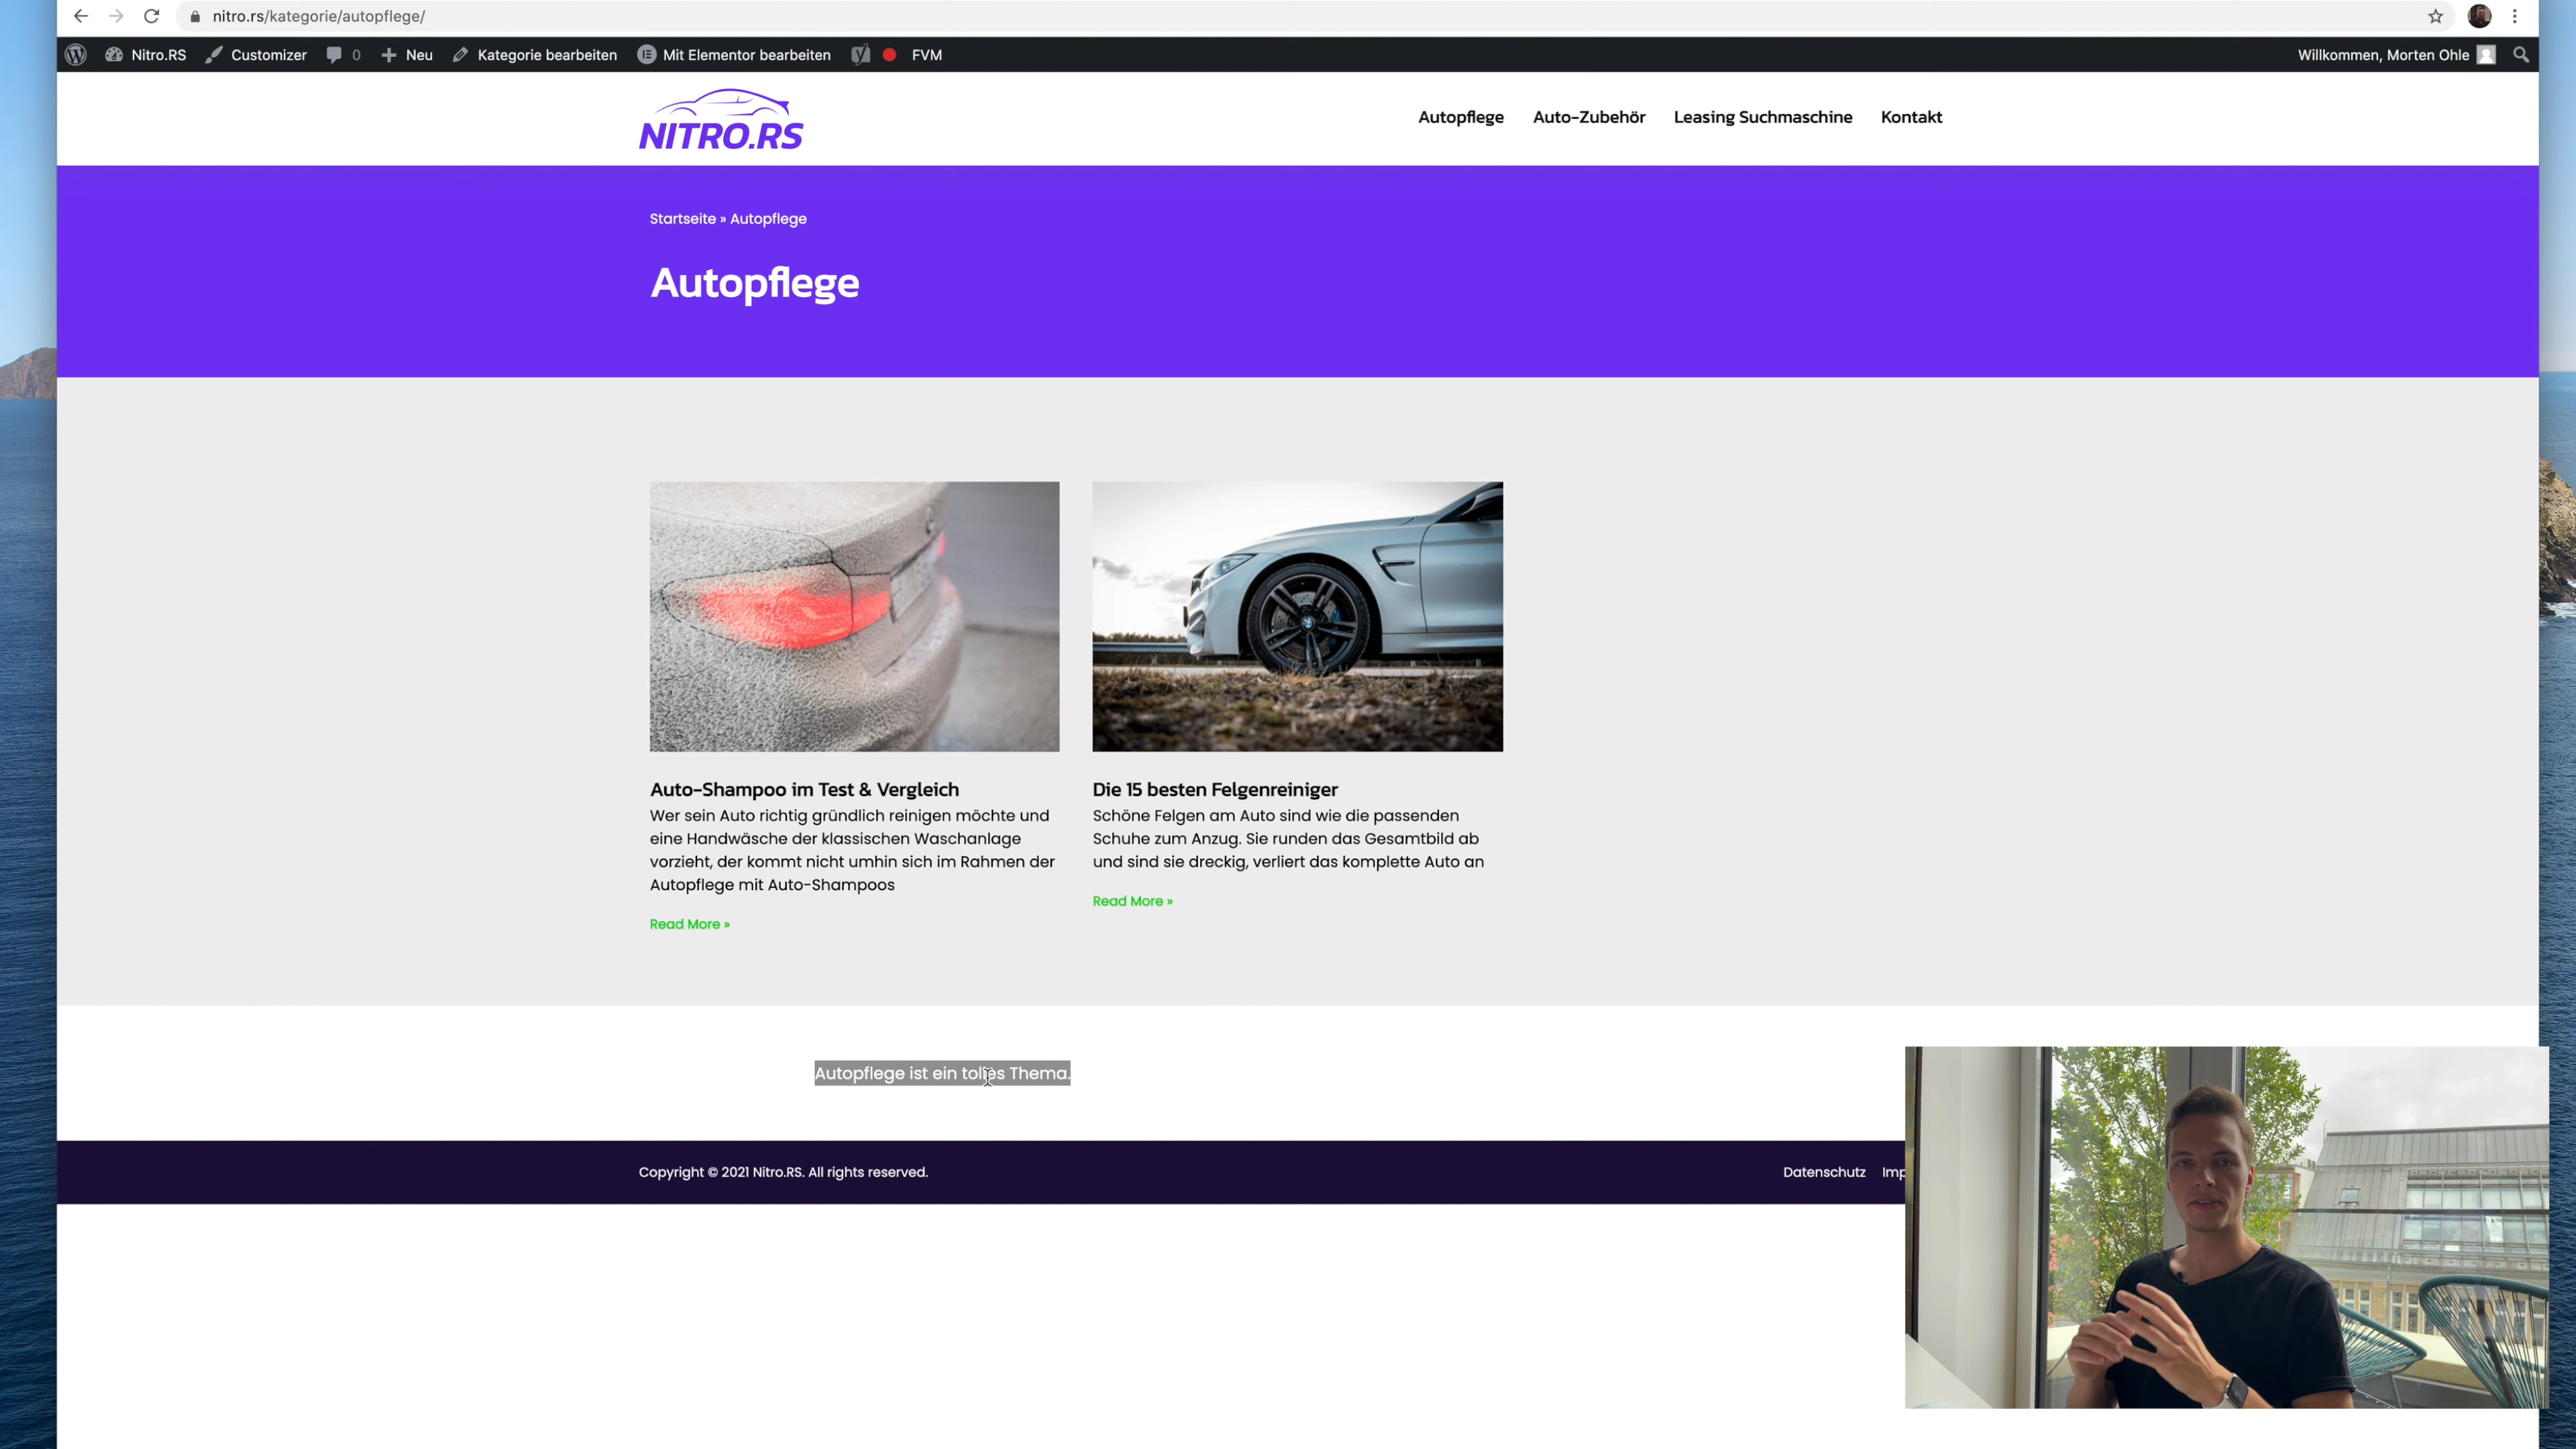 nitro.rs/kategorie/autopflege/
Nitro.RS Customizer 0 Neu Kategorie bearbeiten Mit Elementor bearbeiten FVM Willkommen, Morten Ohle
NITRO.RS
Autopflege Auto-Zubehör Leasing Suchmaschine Kontakt
Startseite » Autopflege
Autopflege
Auto-Shampoo im Test & Vergleich
Wer sein Auto richtig gründlich reinigen möchte und
eine Handwäsche der klassischen Waschanlage
vorzieht, der kommt nicht umhin sich im Rahmen der
Autopflege mit Auto-Shampoos
Read More »
Die 15 besten Felgenreiniger
Schöne Felgen am Auto sind wie die passenden
Schuhe zum Anzug. Sie runden das Gesamtbild ab
und sind sie dreckig, verliert das komplette Auto an
Read More »
Autopflege ist ein tolles Thema.
Copyright © 2021 Nitro.RS. All rights reserved.
Datenschutz Imp